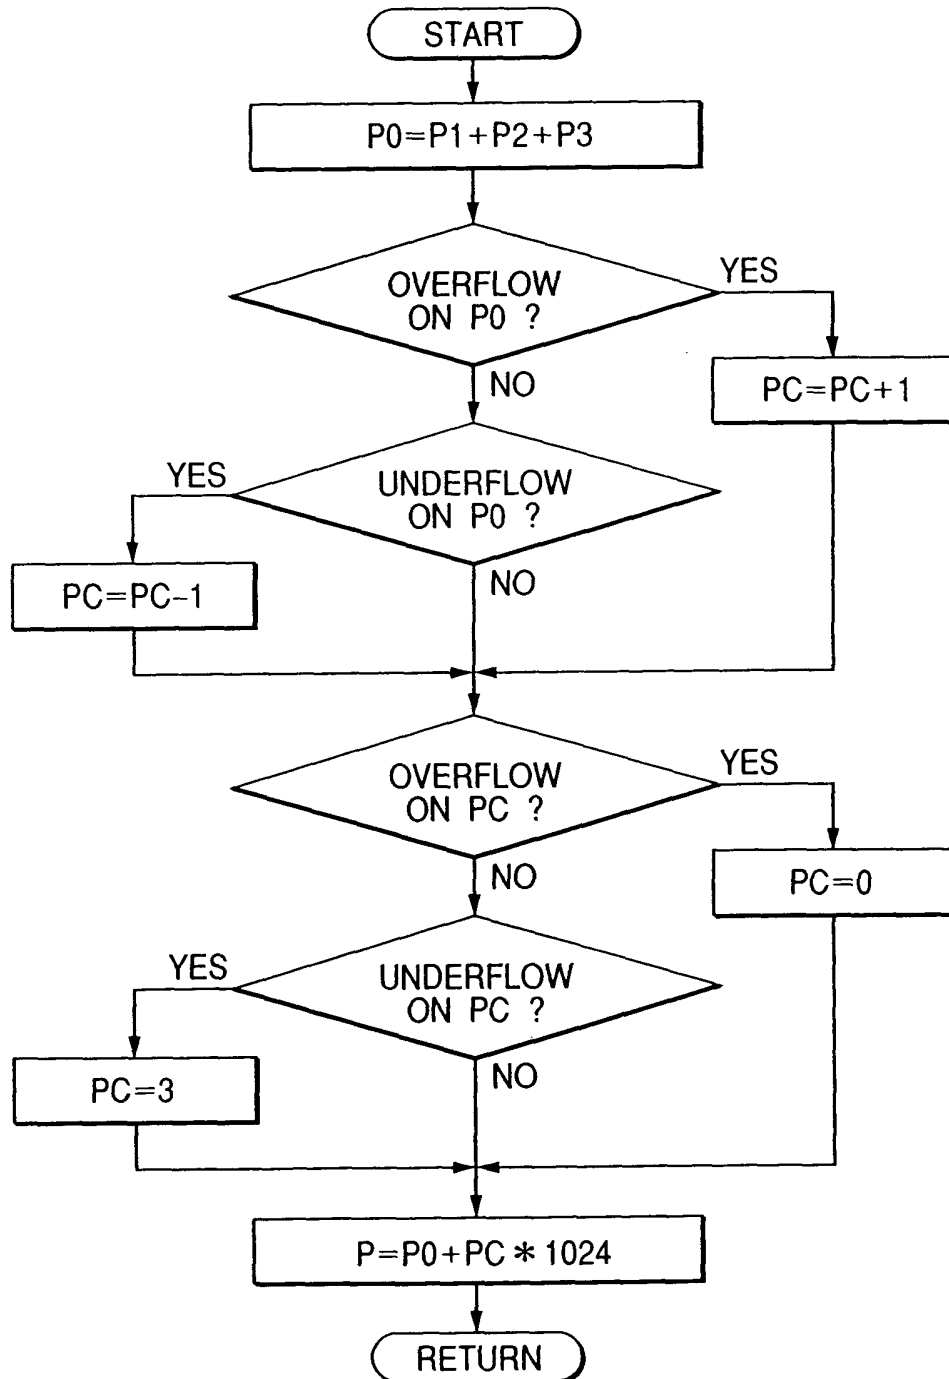 START
P0=P1+P2+P3
OVERFLOW
ON P0 ?
YES
NO
PC=PC+1
UNDERFLOW
ON P0 ?
YES
NO
PC=PC-1
OVERFLOW
ON PC ?
YES
NO
PC=0
UNDERFLOW
ON PC ?
YES
NO
PC=3
P=P0+PC*1024
RETURN